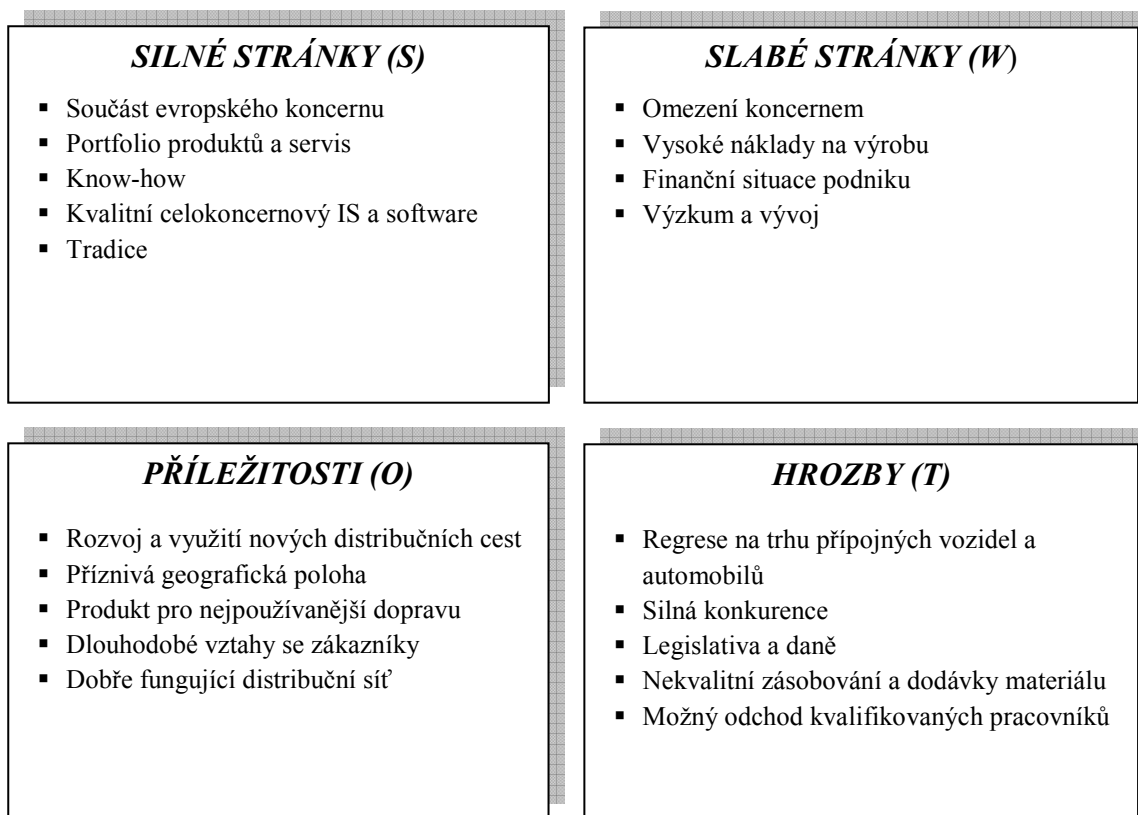 SILNÉ STRÁNKY (S)
▪ Součást evropského koncernu
▪ Portfolio produktů a servis
▪ Know-how
▪ Kvalitní celokoncernový IS a software
▪ Tradice
SLABÉ STRÁNKY (W)
▪ Omezení koncernem
▪ Vysoké náklady na výrobu
▪ Finanční situace podniku
▪ Výzkum a vývoj
PŘÍLEŽITOSTI (O)
▪ Rozvoj a využití nových distribučních cest
▪ Příznivá geografická poloha
▪ Produkt pro nejpoužívanější dopravu
▪ Dlouhodobé vztahy se zákazníky
▪ Dobře fungující distribuční síť
HROZBY (T)
▪ Regrese na trhu přípojných vozidel a
automobilů
▪ Silná konkurence
▪ Legislativa a daně
▪ Nekvalitní zásobování a dodávky materiálu
▪ Možný odchod kvalifikovaných pracovníků